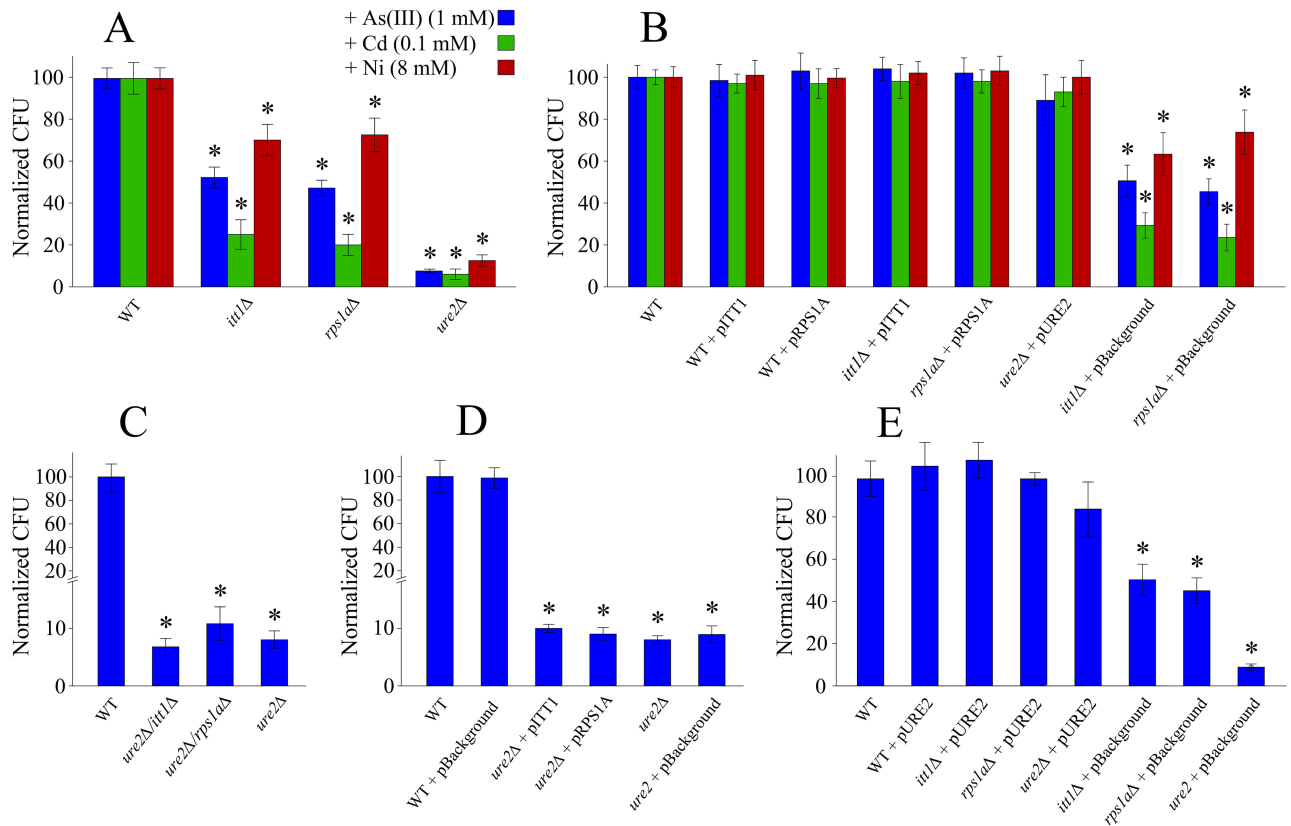 A
+ As(III) (1 mM)
+ Cd (0.1 mM)
+ Ni (8 mM)
Normalized CFU
100
80
60
40
20
0
* * * * * * * * *
WT
itt1Δ
rps1aΔ
ure2Δ
B
Normalized CFU
100
80
60
40
20
0
* * * * * *
WT
WT + pITT1
WT + pRPS1A
itt1Δ + pITT1
rps1aΔ + pRPS1A
ure2Δ + pURE2
itt1Δ + pBackground
rps1aΔ + pBackground
C
Normalized CFU
100
80
60
40
20
10
0
* * *
WT
ure2Δ/itt1Δ
ure2Δ/rps1aΔ
ure2Δ
D
Normalized CFU
100
80
60
40
20
10
0
* * * *
WT
WT + pBackground
ure2Δ + pITT1
ure2Δ + pRPS1A
ure2Δ
ure2 + pBackground
E
Normalized CFU
100
80
60
40
20
0
* * *
WT
WT + pURE2
itt1Δ + pURE2
rps1aΔ + pURE2
ure2Δ + pURE2
itt1Δ + pBackground
rps1aΔ + pBackground
ure2 + pBackground